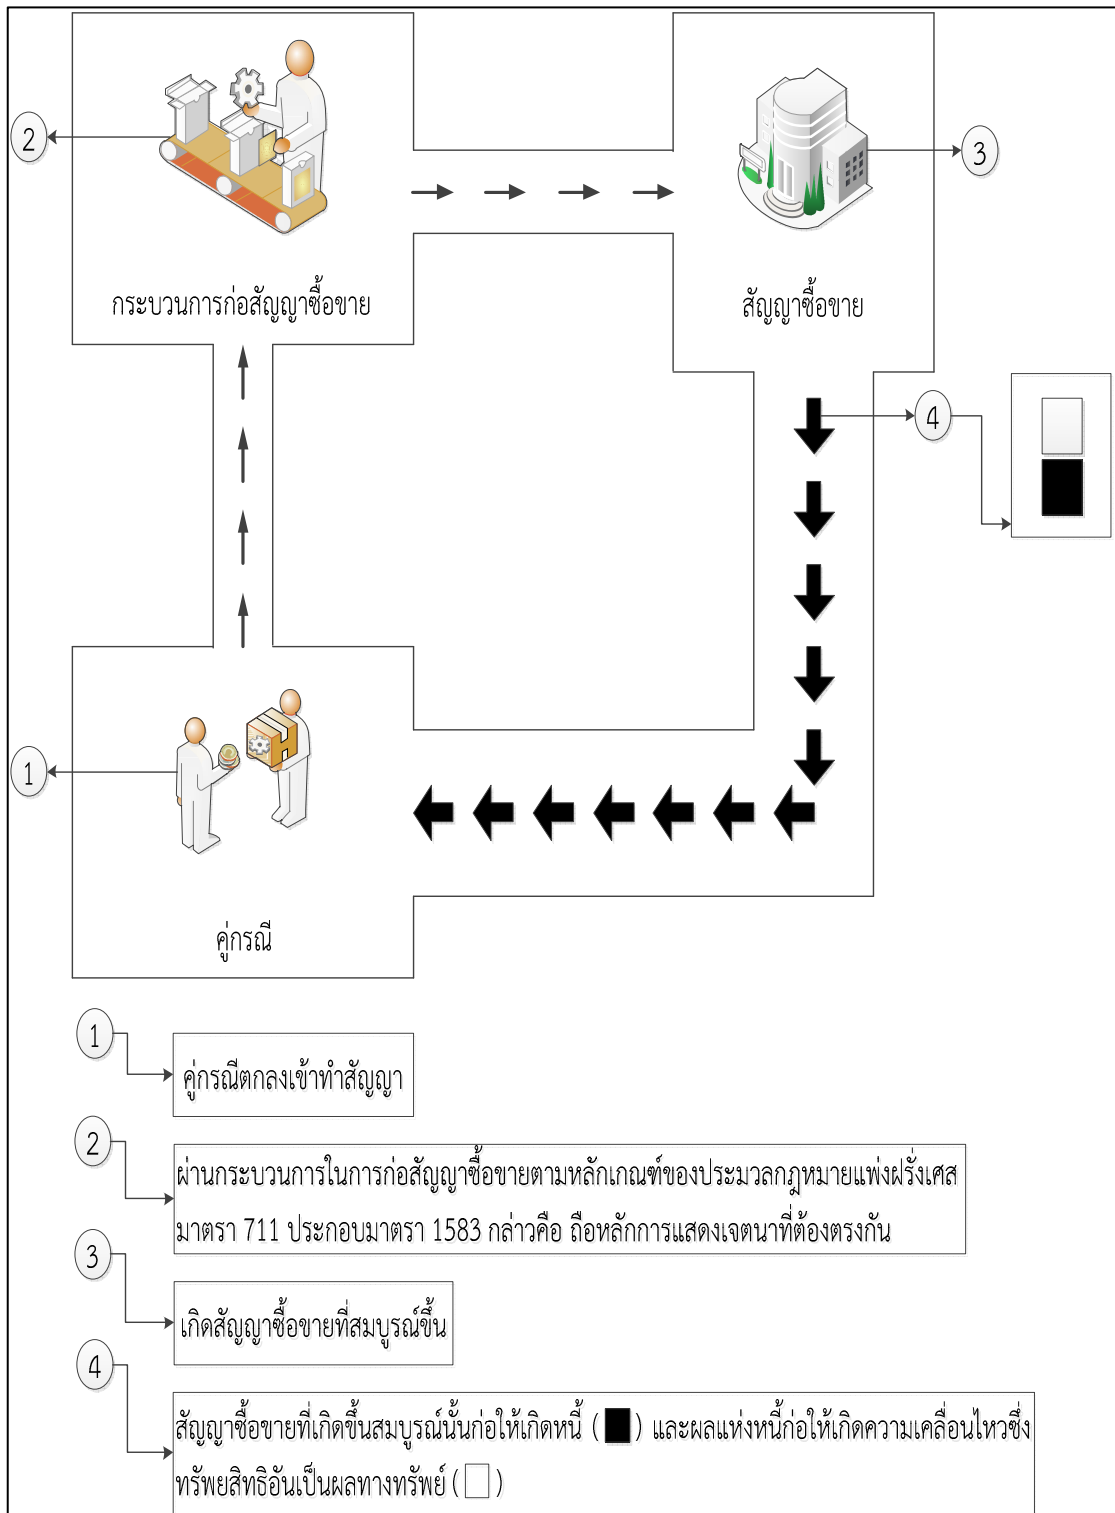 2
3
กระบวนการก่อสัญญาซื้อขาย
สัญญาซื้อขาย
4
1
คู่กรณี
1
คู่กรณีตกลงเข้าทำสัญญา
2
ผ่านกระบวนการในการก่อสัญญาซื้อขายตามหลักเกณฑ์ของประมวลกฎหมายแพ่งฝรั่งเศส
มาตรา 711 ประกอบมาตรา 1583 กล่าวคือ ถือหลักการแสดงเจตนาที่ต้องตรงกัน
3
เกิดสัญญาซื้อขายที่สมบูรณ์ขึ้น
4
สัญญาซื้อขายที่เกิดขึ้นสมบูรณ์นั้นก่อให้เกิดหนี้ (■) และผลแห่งหนี้ก่อให้เกิดความเคลื่อนไหวซึ่ง
ทรัพยสิทธิอันเป็นผลทางทรัพย์ (□)